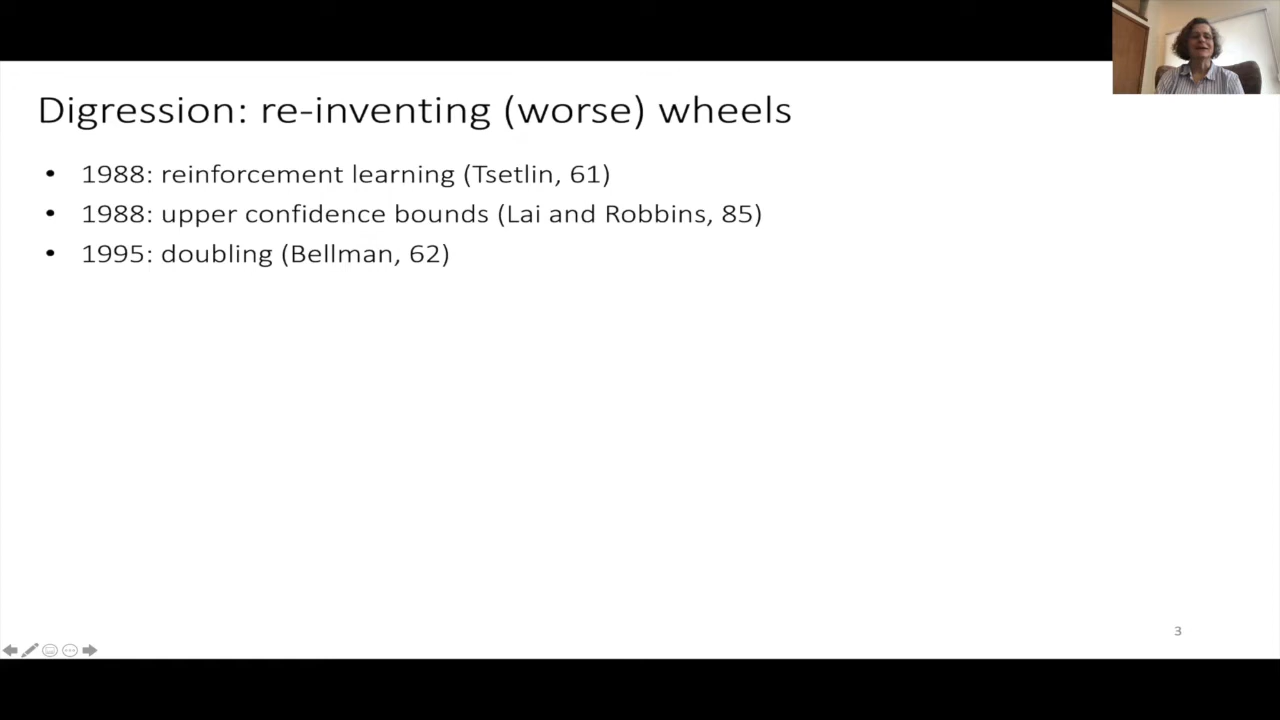 Digression: re-inventing (worse) wheels
• 1988: reinforcement learning (Tsetlin, 61)
• 1988: upper confidence bounds (Lai and Robbins, 85)
• 1995: doubling (Bellman, 62)
3